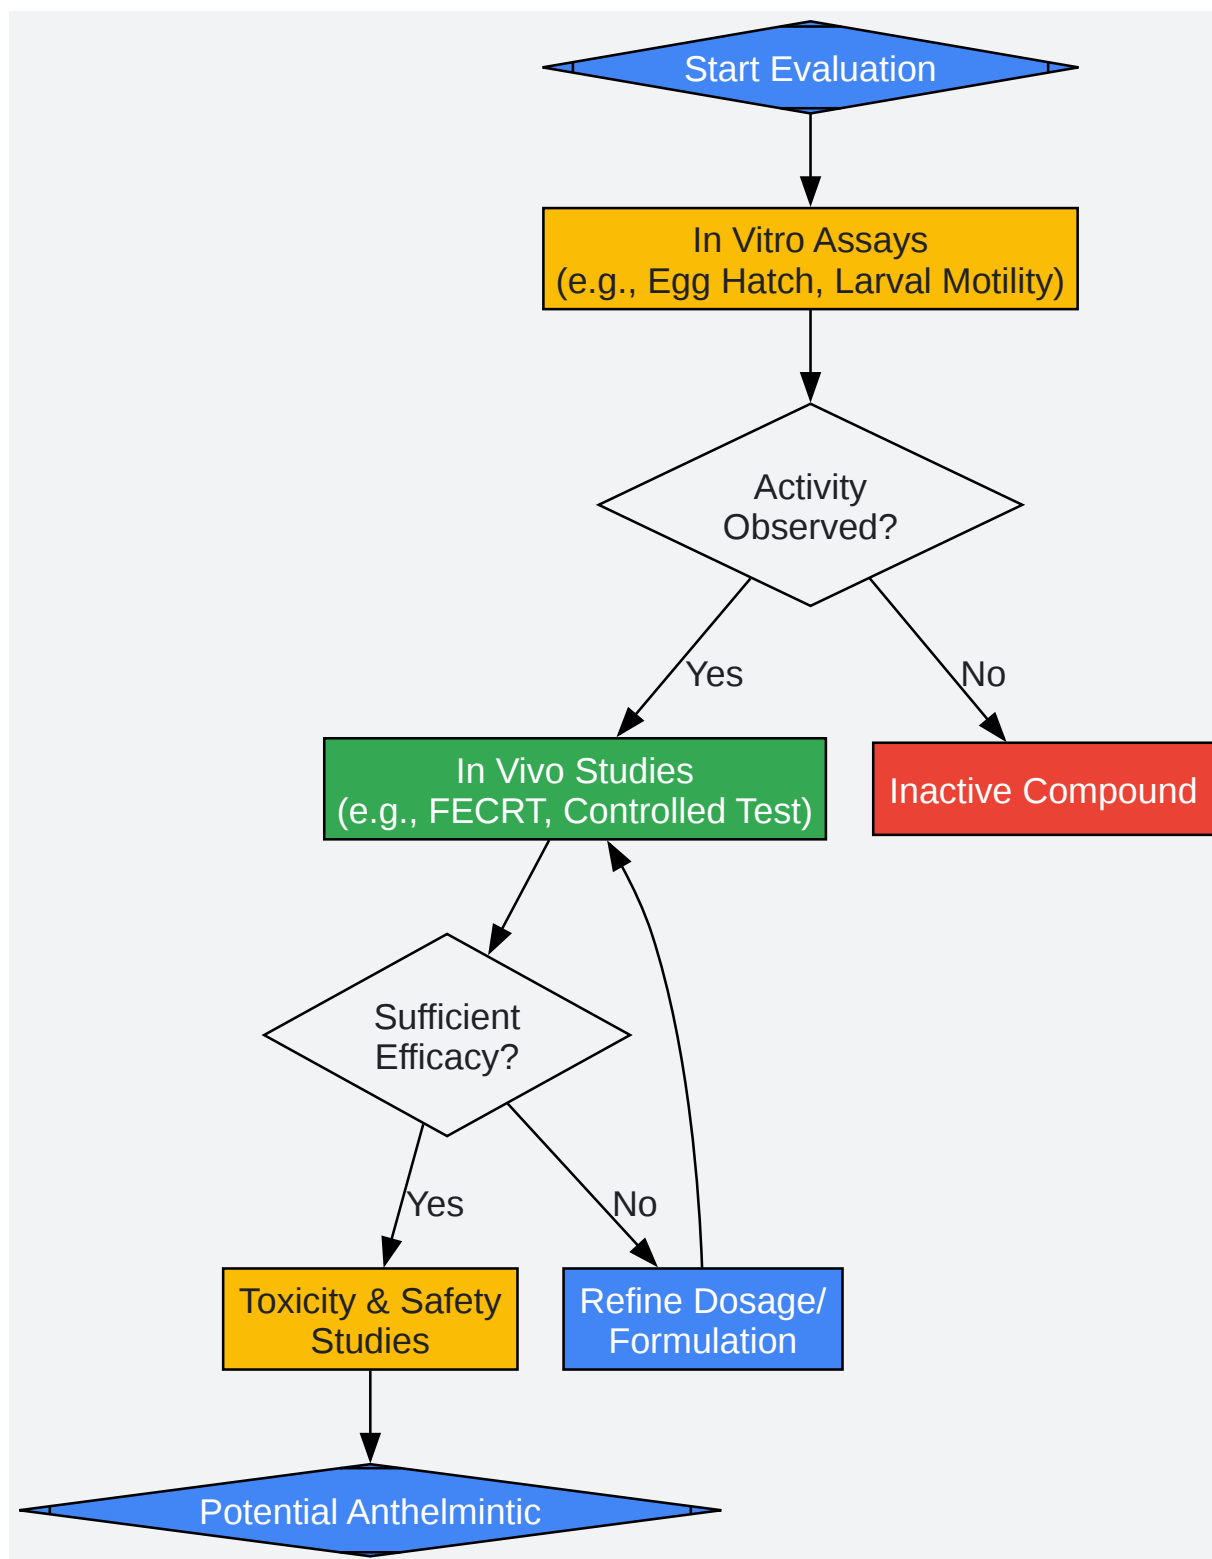 Start Evaluation
In Vitro Assays
(e.g., Egg Hatch, Larval Motility)
Activity
Observed?
Yes
No
In Vivo Studies
(e.g., FECRT, Controlled Test)
Inactive Compound
Sufficient
Efficacy?
Yes
No
Toxicity & Safety
Studies
Refine Dosage/
Formulation
Potential Anthelmintic